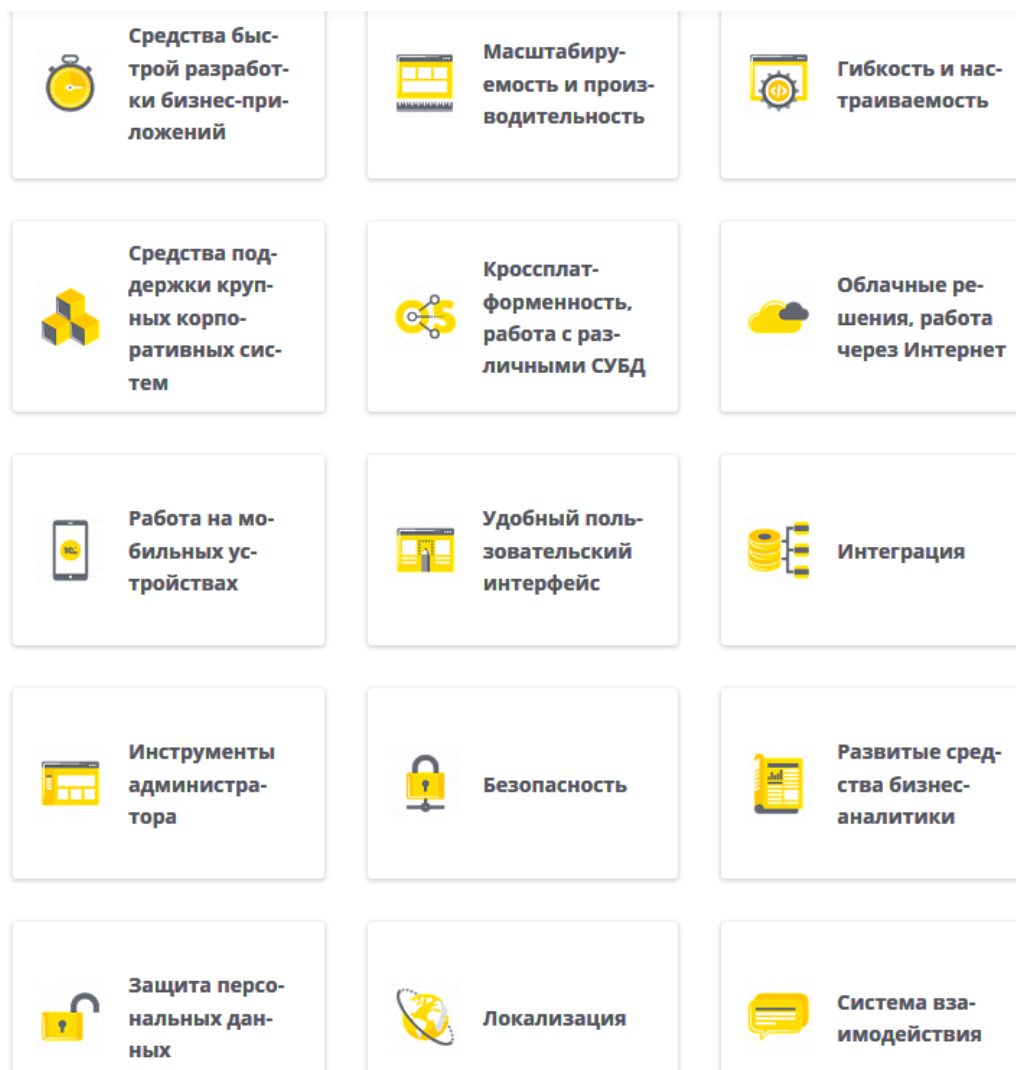 Средства быс-
трой разработ-
ки бизнес-при-
ложений
Масштабиру-
емость и произ-
водительность
Гибкость и нас-
траиваемость
Средства под-
держки круп-
ных корпо-
ративных сис-
тем
Кроссплат-
форменность,
работа с раз-
личными СУБД
Облачные ре-
шения, работа
через Интернет
Работа на мо-
бильных ус-
тройствах
Удобный поль-
зовательский
интерфейс
Интеграция
Инструменты
администра-
тора
Безопасность
Развитые сред-
ства бизнес-
аналитики
Защита персо-
нальных дан-
ных
Локализация
Система вза-
имодействия